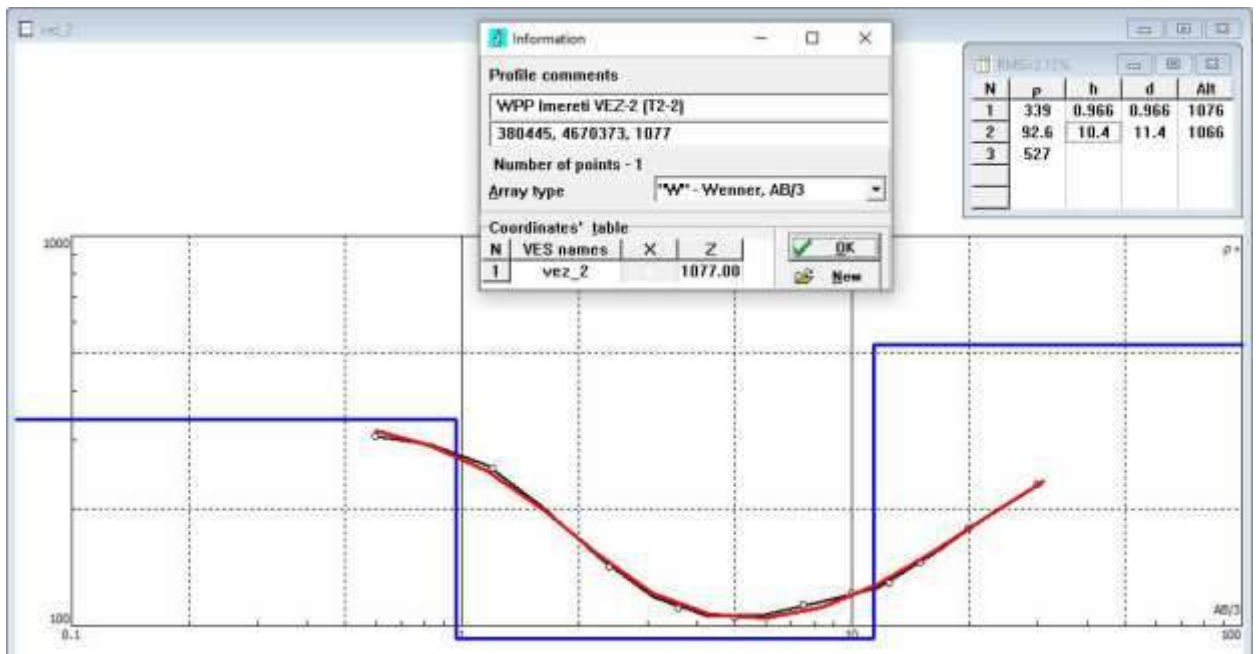 vez_2
Information
Profile comments
WPP Imereti VEZ-2 (T2-2)
380445, 4670373, 1077
Number of points - 1
Array type "W" - Wenner, AB/3
Coordinates' table
N VES names X Z
1 vez_2 1077.00
OK
New
N ρ h d Alt
1 339 0.966 0.966 1076
2 92.6 10.4 11.4 1066
3 527
1000
ρ
100
AB/3
0.1 1 10 100